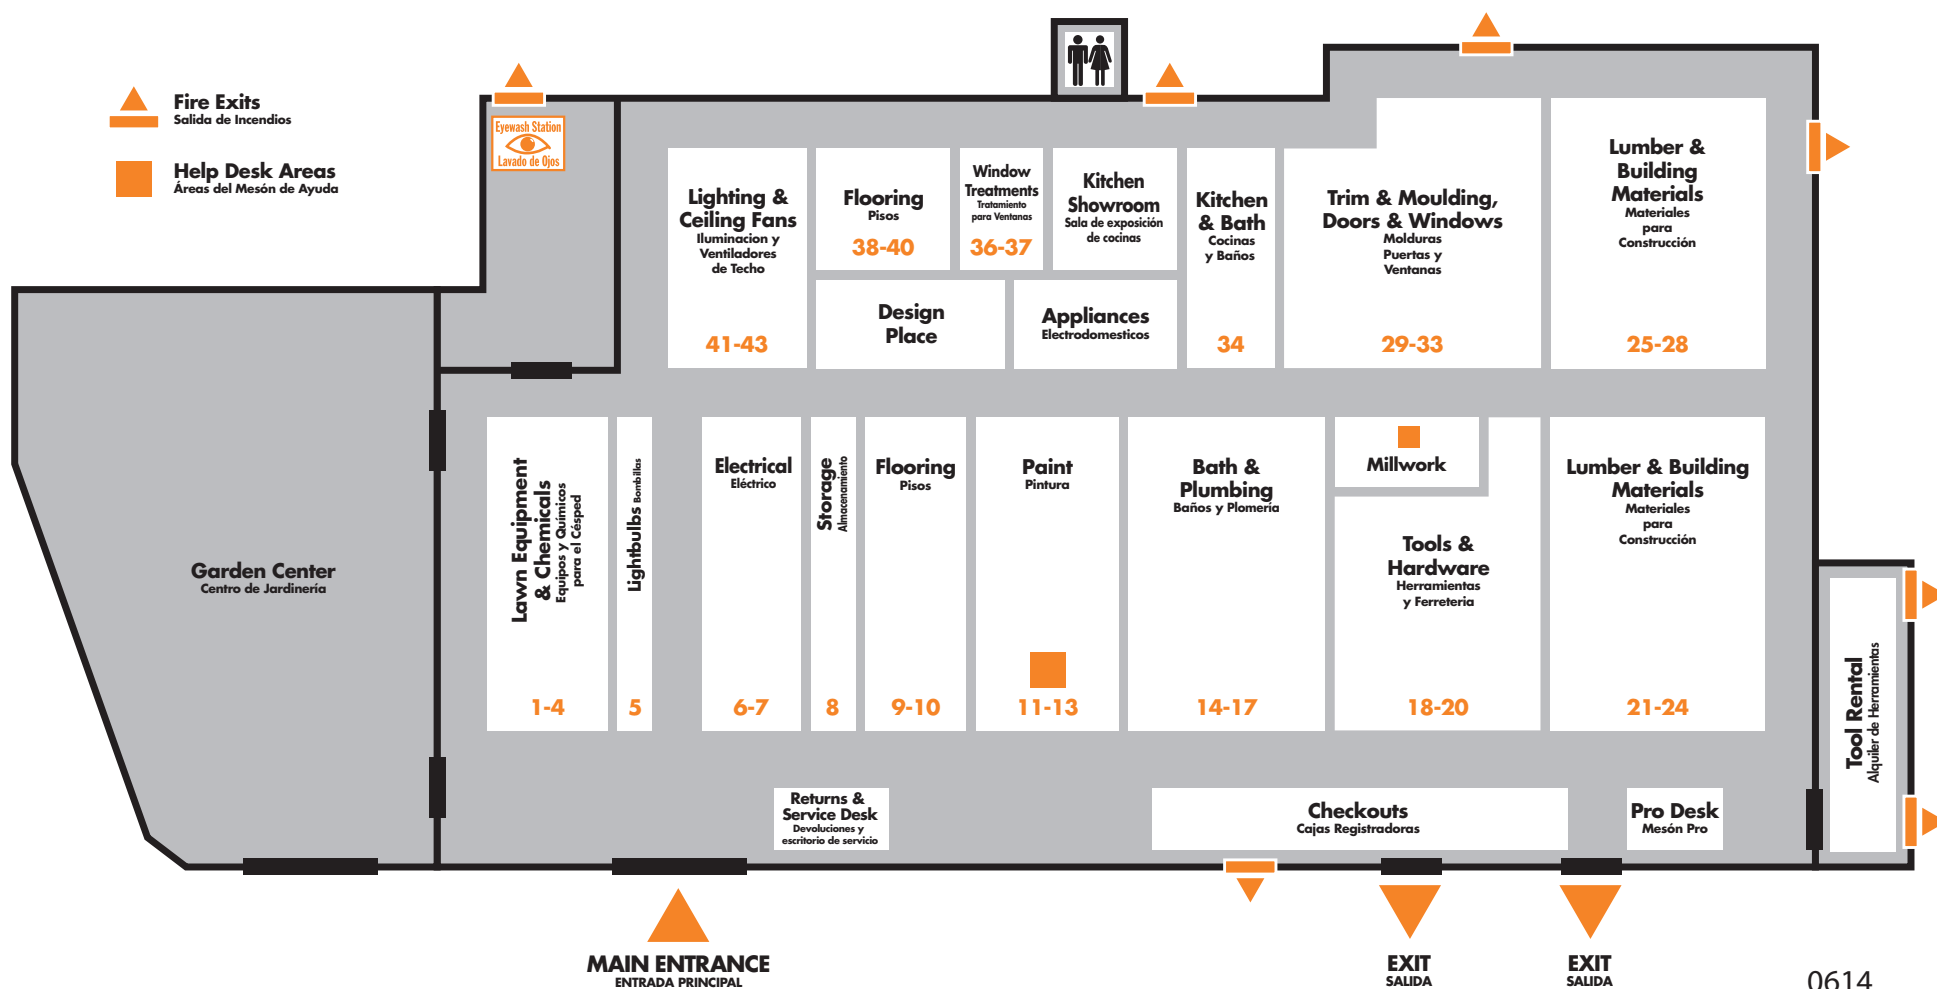 Fire Exits
Salida de Incendios
Help Desk Areas
Áreas del Mesón de Ayuda
Eyewash Station
Lavado de Ojos
Lighting &
Ceiling Fans
Iluminacion y
Ventiladores
de Techo
41-43
Flooring
Pisos
38-40
Window
Treatments
Tratamiento
para Ventanas
36-37
Kitchen
Showroom
Sala de exposición
de cocinas
Design
Place
Appliances
Electrodomesticos
Kitchen
& Bath
Cocinas
y Baños
34
Trim & Moulding,
Doors & Windows
Molduras
Puertas y
Ventanas
29-33
Lumber &
Building
Materials
Materiales
para
Construcción
25-28
Garden Center
Centro de Jardinería
Lawn Equipment
& Chemicals
Equipos y Químicos
para el Césped
1-4
Lightbulbs Bombillas
5
Electrical
Eléctrico
6-7
Storage
Almacenamiento
8
Flooring
Pisos
9-10
Paint
Pintura
11-13
Bath &
Plumbing
Baños y Plomería
14-17
Millwork
Tools &
Hardware
Herramientas
y Ferreteria
18-20
Lumber & Building
Materials
Materiales
para
Construcción
21-24
Tool Rental
Alquiler de Herramientas
Returns &
Service Desk
Devoluciones y
escritorio de servicio
Checkouts
Cajas Registradoras
Pro Desk
Mesón Pro
MAIN ENTRANCE
ENTRADA PRINCIPAL
EXIT
SALIDA
EXIT
SALIDA
0614